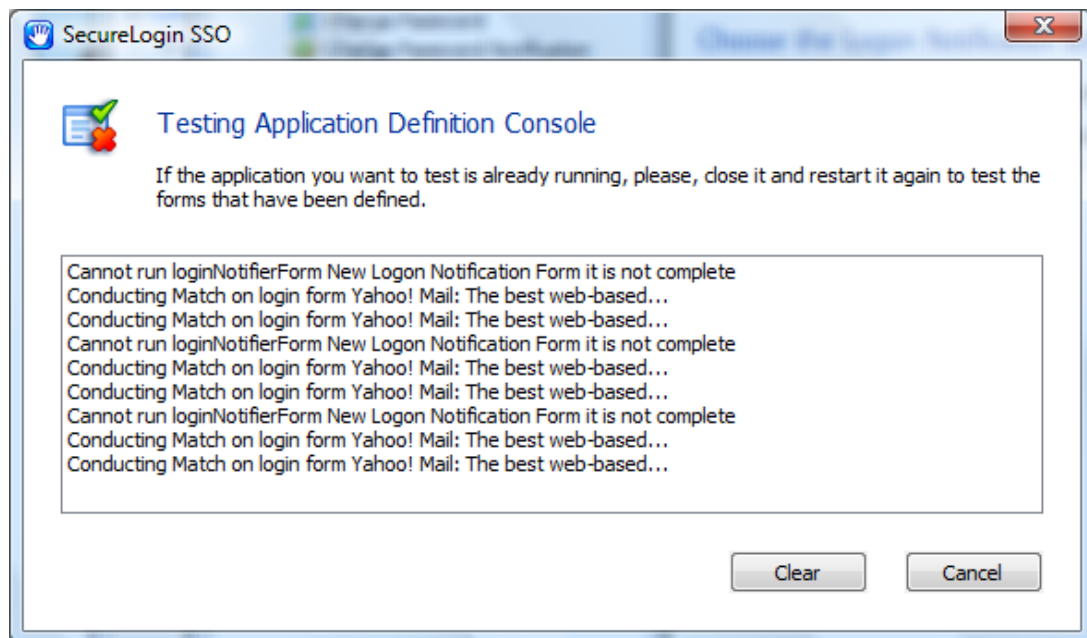 SecureLogin SSO
Testing Application Definition Console
If the application you want to test is already running, please, close it and restart it again to test the
forms that have been defined.
Cannot run loginNotifierForm New Logon Notification Form it is not complete
Conducting Match on login form Yahoo! Mail: The best web-based...
Conducting Match on login form Yahoo! Mail: The best web-based...
Cannot run loginNotifierForm New Logon Notification Form it is not complete
Conducting Match on login form Yahoo! Mail: The best web-based...
Conducting Match on login form Yahoo! Mail: The best web-based...
Cannot run loginNotifierForm New Logon Notification Form it is not complete
Conducting Match on login form Yahoo! Mail: The best web-based...
Conducting Match on login form Yahoo! Mail: The best web-based...
Clear
Cancel